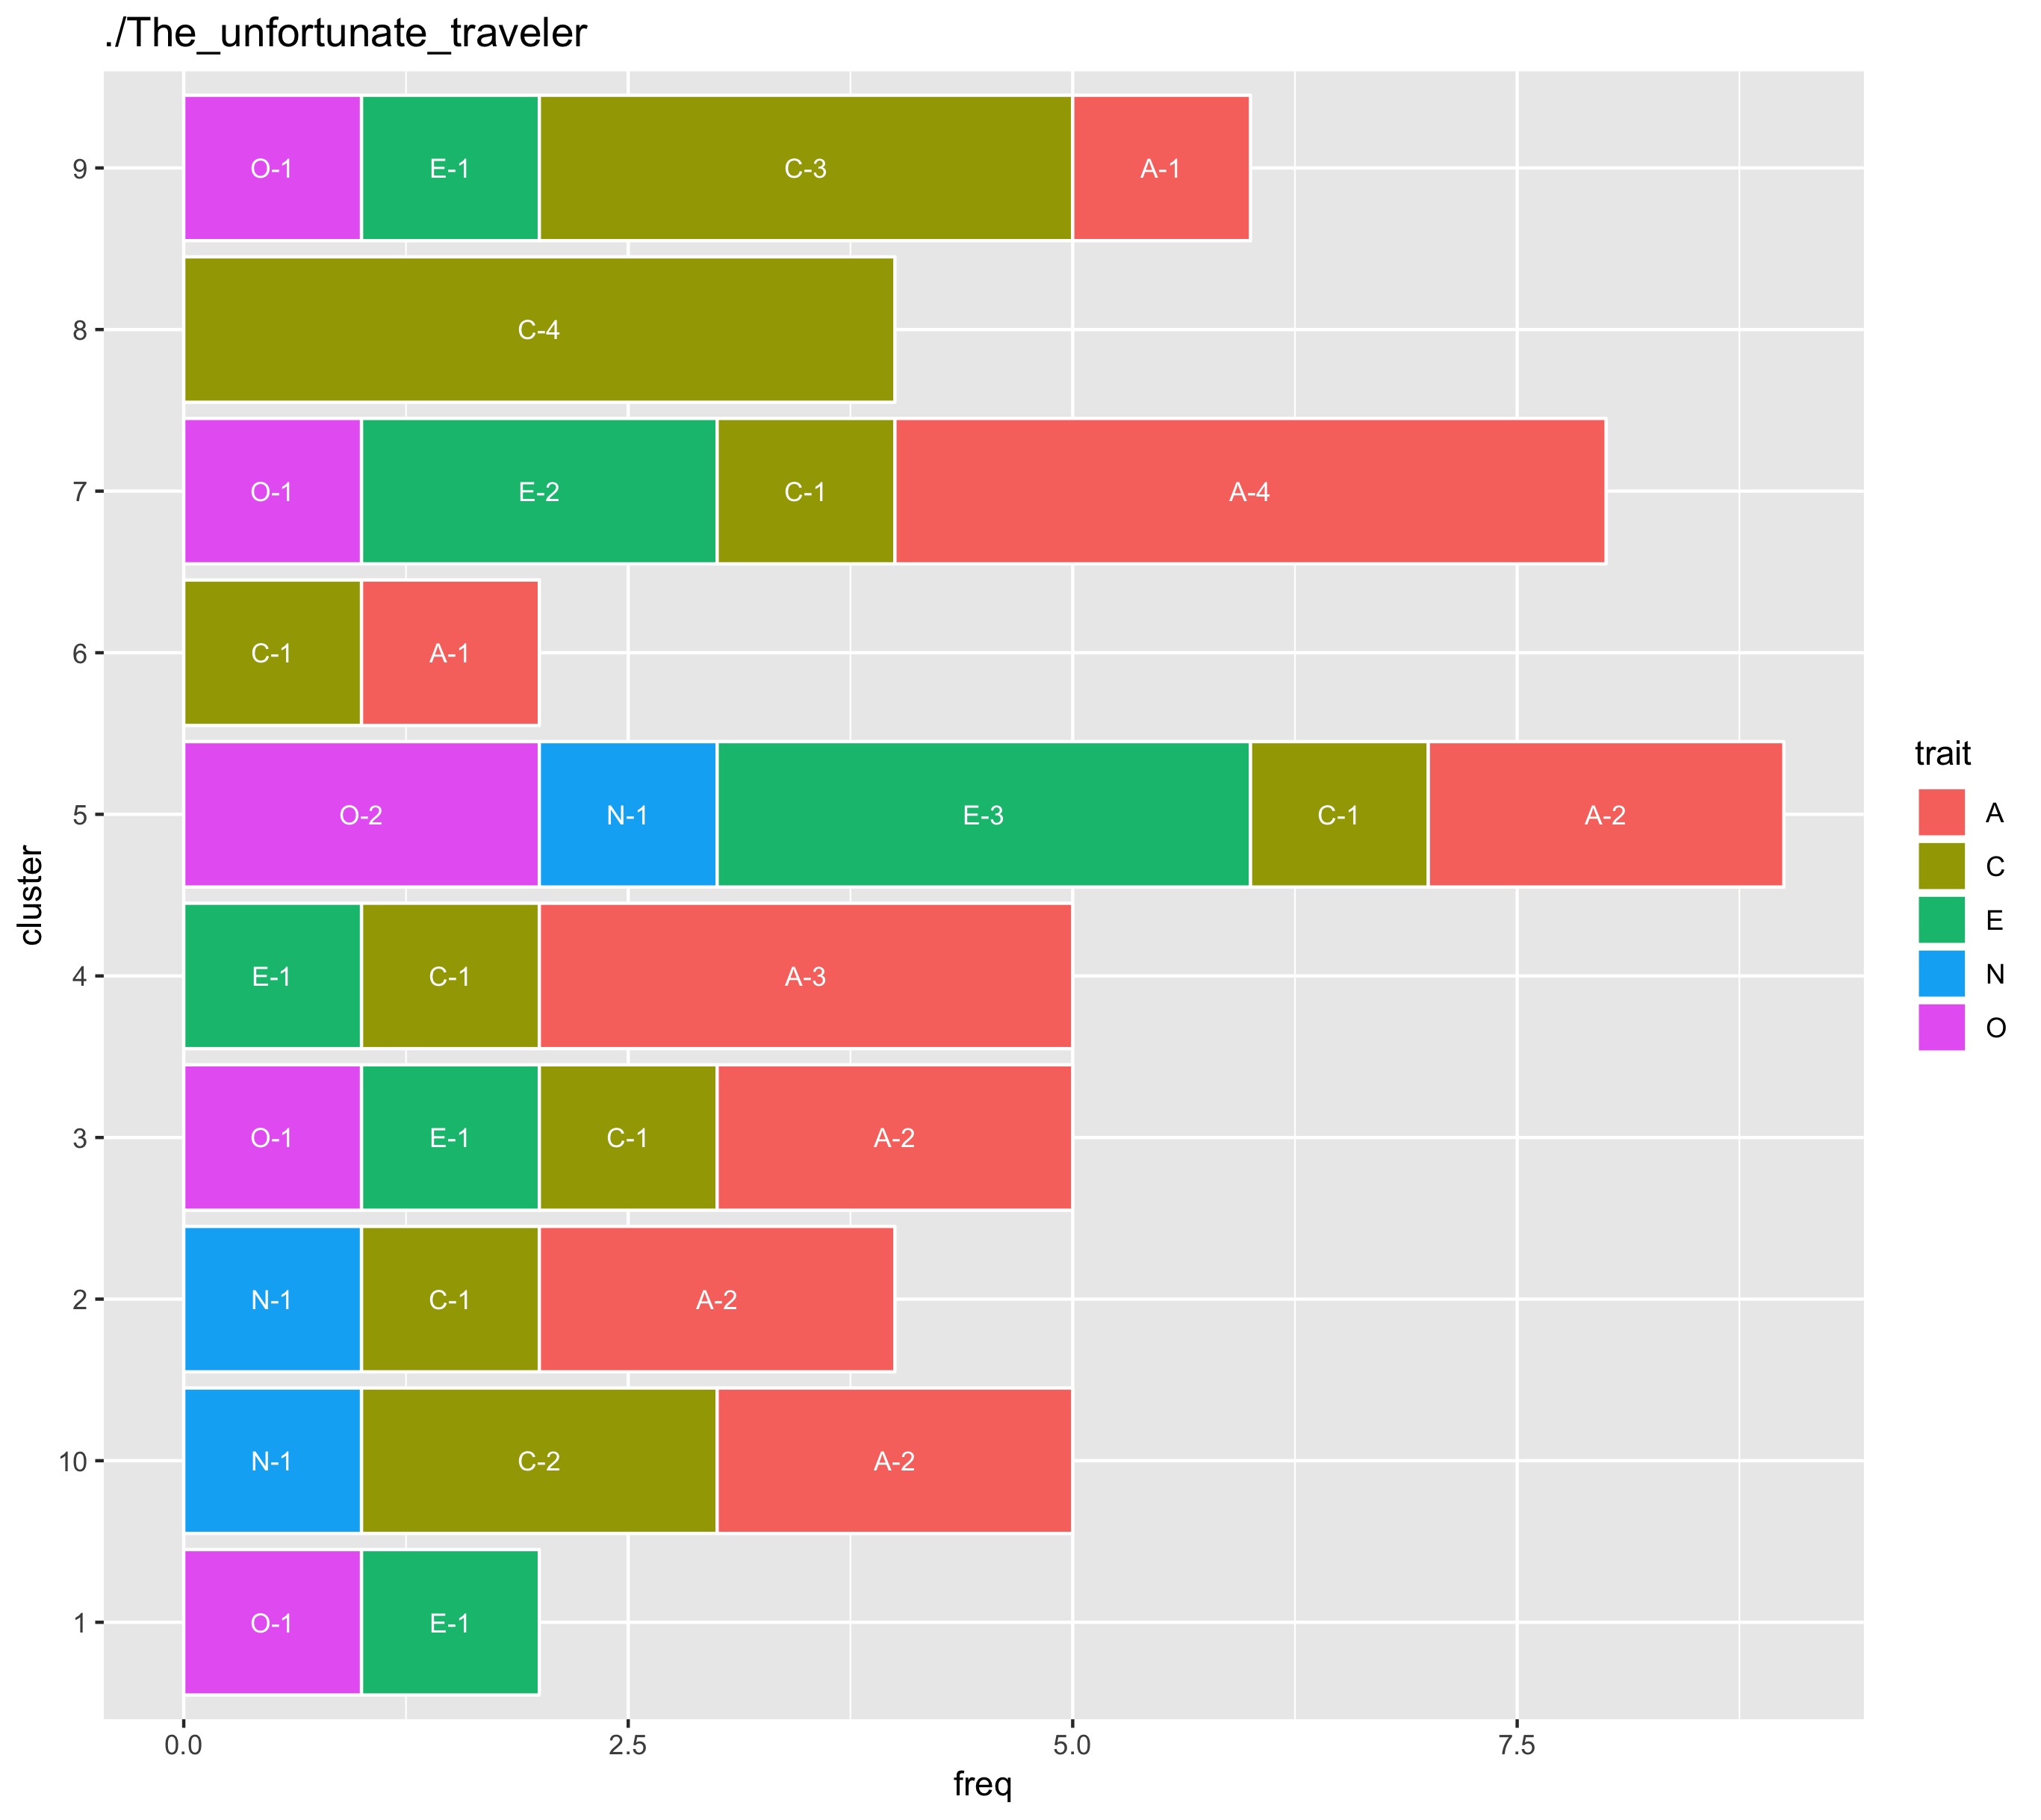 ./The_unfortunate_traveler
cluster
9
O-1 E-1 C-3 A-1
8
C-4
7
O-1 E-2 C-1 A-4
6
C-1 A-1
5
O-2 N-1 E-3 C-1 A-2
4
E-1 C-1 A-3
3
O-1 E-1 C-1 A-2
2
N-1 C-1 A-2
10
N-1 C-2 A-2
1
O-1 E-1
0.0 2.5 5.0 7.5
freq
trait
A
C
E
N
O